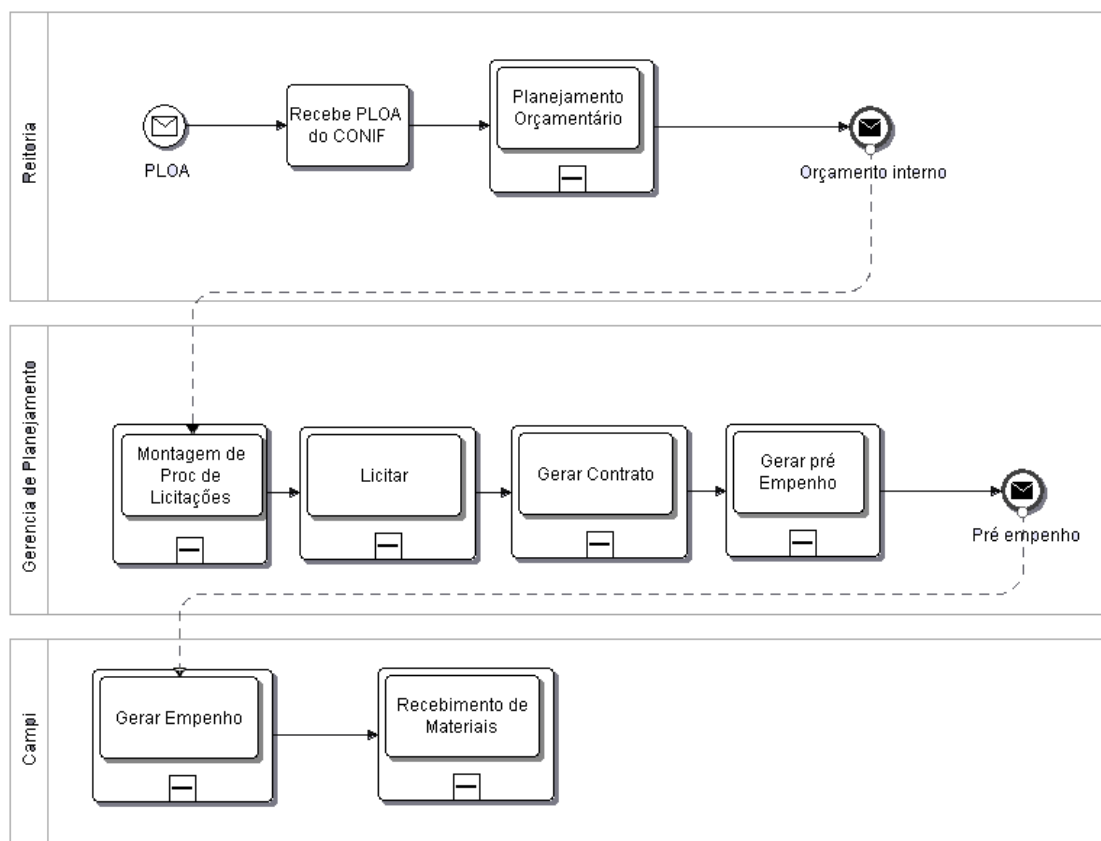 Reitoria
PLOA
Recebe PLOA
do CONIF
Planejamento
Orçamentário
Orçamento interno
Gerencia de Planejamento
Montagem de
Proc de
Licitações
Licitar
Gerar Contrato
Gerar pré
Empenho
Pré empenho
Campi
Gerar Empenho
Recebimento de
Materiais